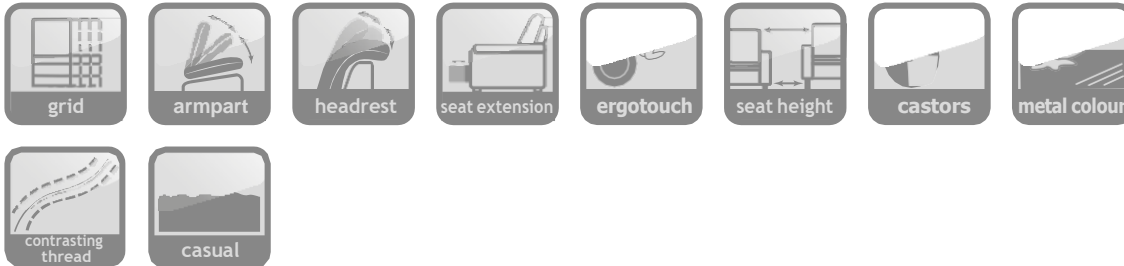 grid
armpart
headrest
seat extension
ergotouch
seat height
castors
metal colour
contrasting
thread
casual